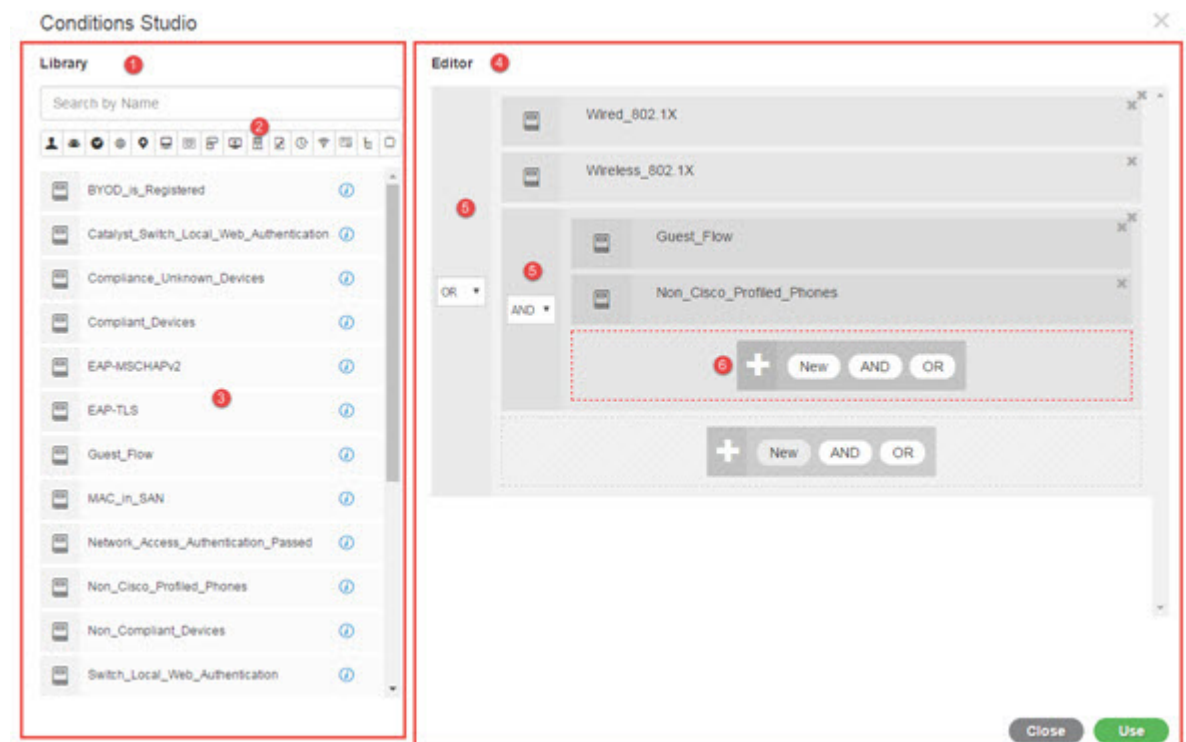 Conditions Studio
Library
1
Search by Name
2
BYOD_is_Registered
Catalyst_Switch_Local_Web_Authentication
Compliance_Unknown_Devices
Compliant_Devices
EAP-MSCHAPv2
3
EAP-TLS
Guest_Flow
MAC_in_SAN
Network_Access_Authentication_Passed
Non_Cisco_Profiled_Phones
Non_Compliant_Devices
Switch_Local_Web_Authentication
Editor
4
Wired_802.1X
Wireless_802.1X
5
OR
5
AND
Guest_Flow
Non_Cisco_Profiled_Phones
6
New AND OR
New AND OR
Close Use